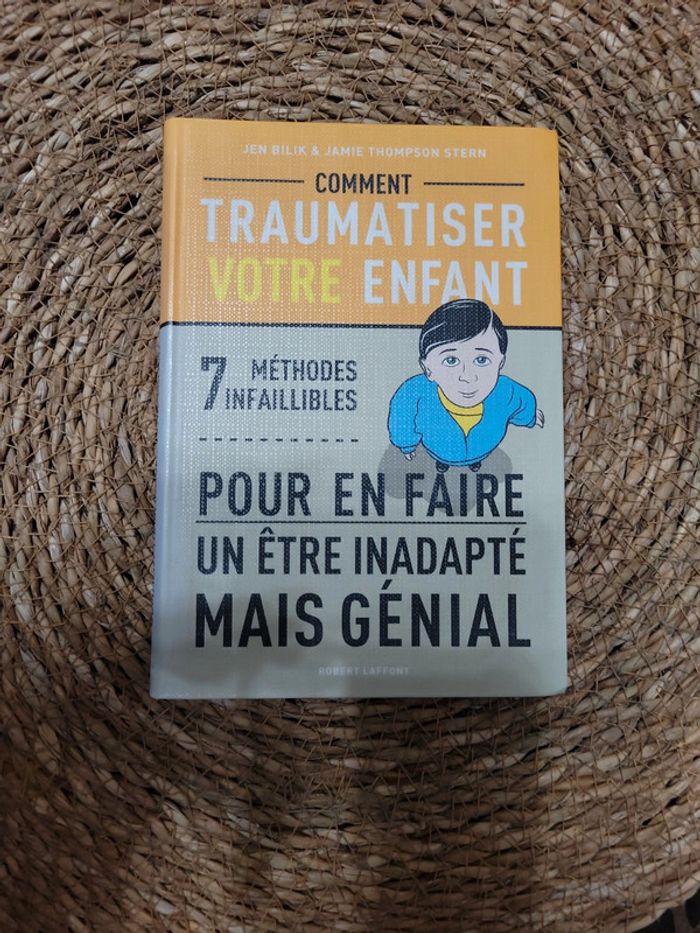 JEN BILIK & JAMIE THOMPSON STERN
COMMENT
TRAUMATISER
VOTRE ENFANT
7 MÉTHODES
INFAILLIBLES
POUR EN FAIRE
UN ÊTRE INADAPTÉ
MAIS GÉNIAL
ROBERT LAFFONT